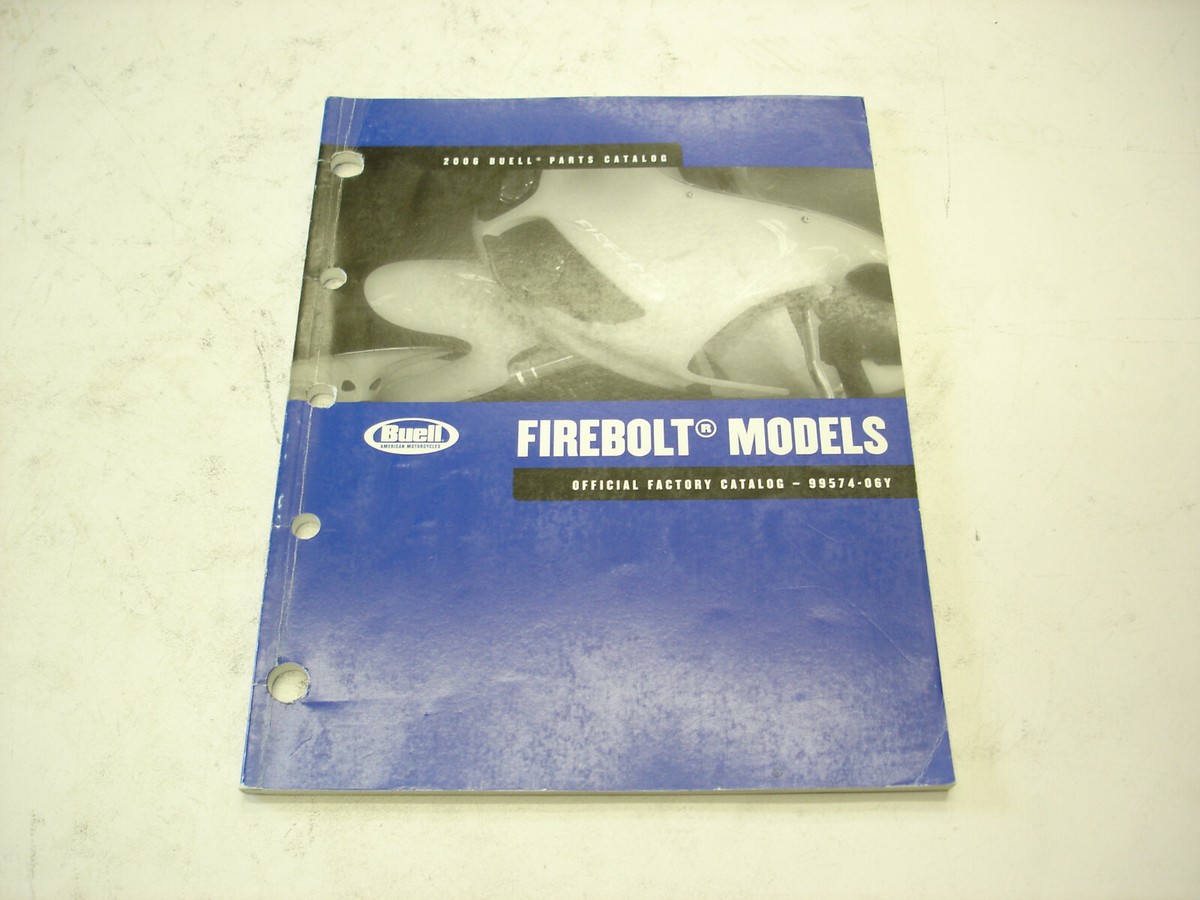 2006 BUELL® PARTS CATALOG
Buell
AMERICAN MOTORCYCLES
FIREBOLT® MODELS
OFFICIAL FACTORY CATALOG – 99574-06Y